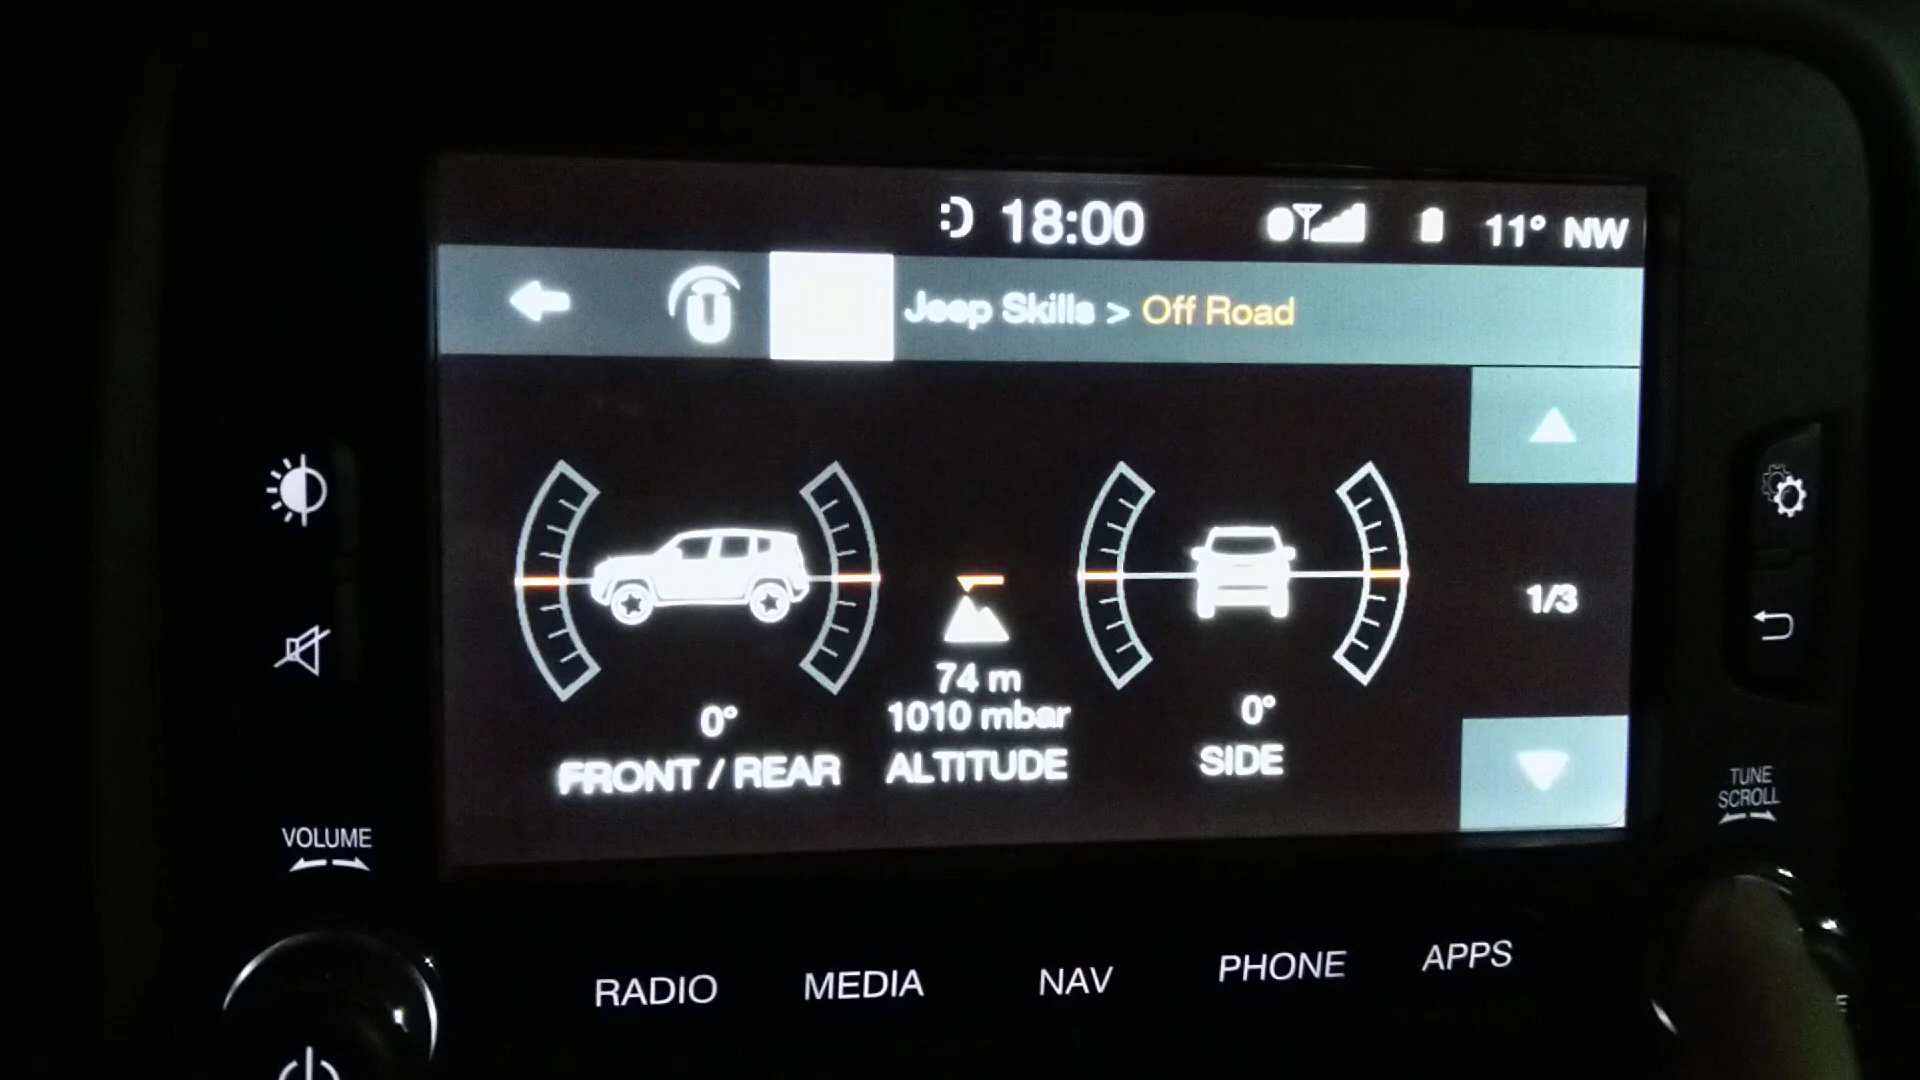 18:00
11° NW
Jeep Skills > Off Road
1/3
74 m
1010 mbar
0°
0°
FRONT / REAR
ALTITUDE
SIDE
VOLUME
TUNE
SCROLL
RADIO
MEDIA
NAV
PHONE
APPS